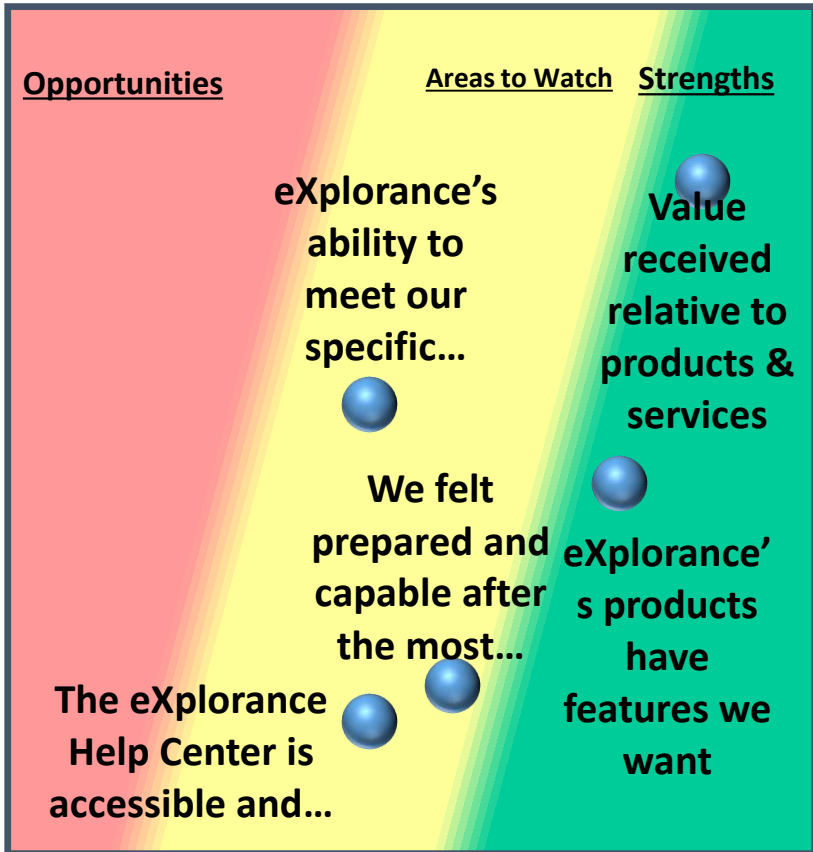 Opportunities
Areas to Watch
Strengths
eXplorance’s
ability to
meet our
specific…
Value
received
relative to
products &
services
We felt
prepared and
capable after
the most…
eXplorance’
s products
have
features we
want
The eXplorance
Help Center is
accessible and…